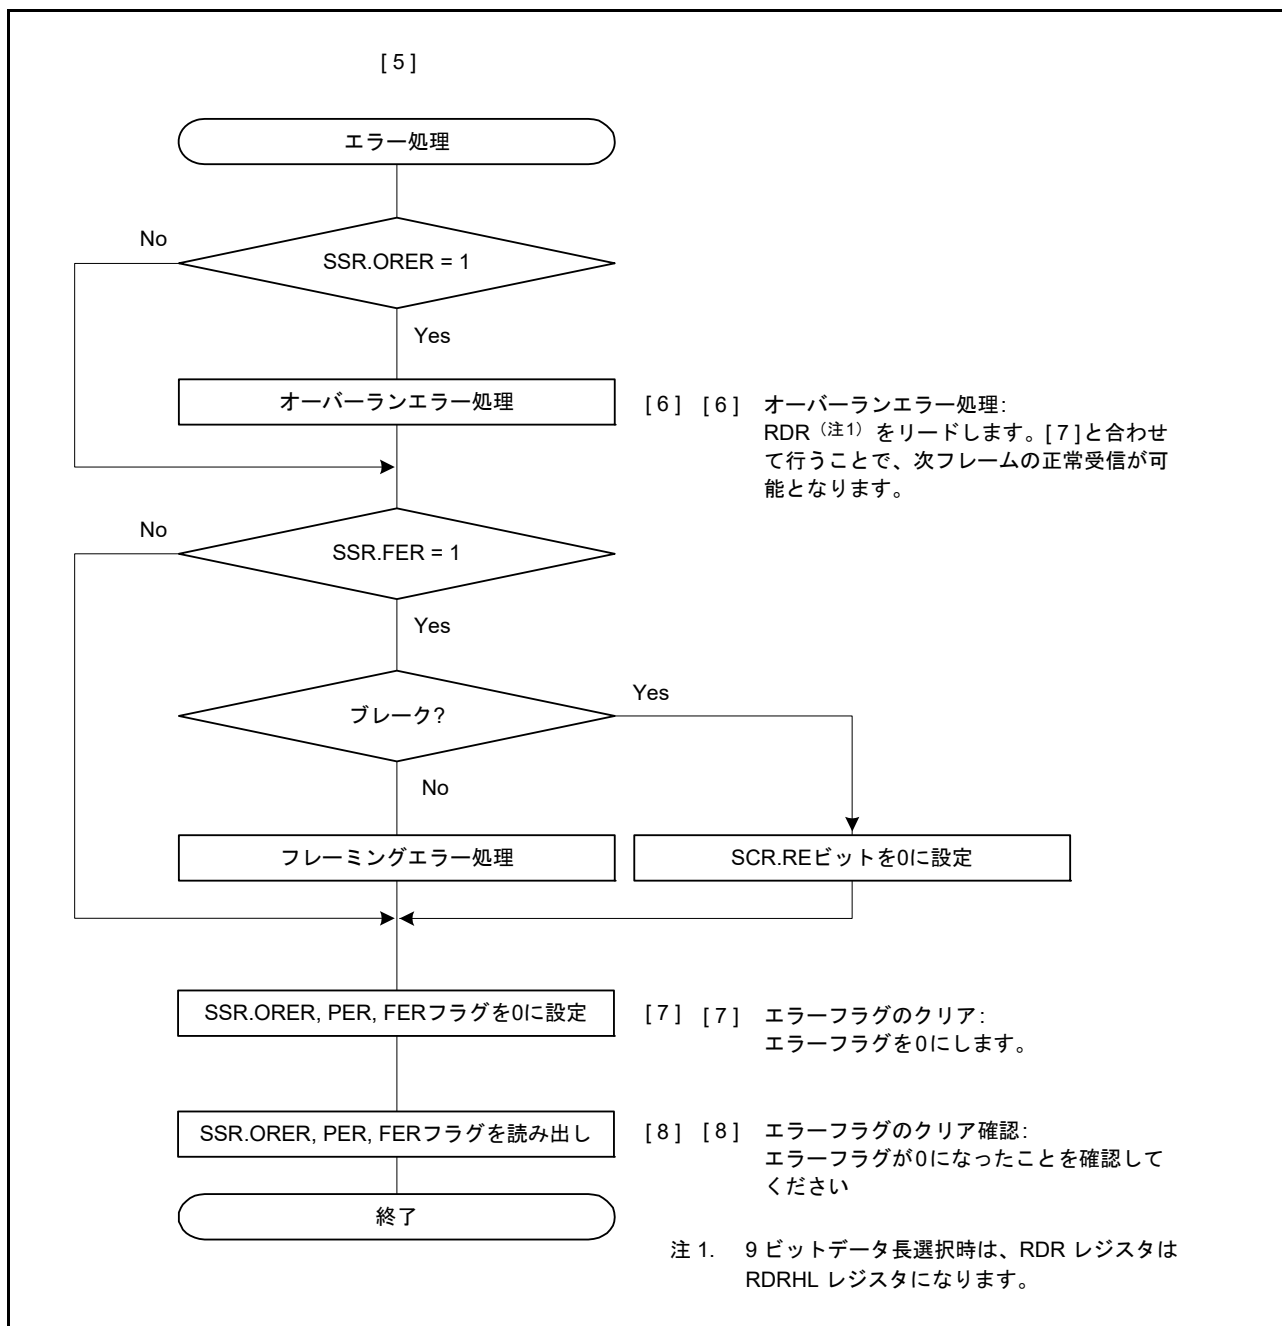 [ 5 ]
エラー処理
No
SSR.ORER = 1
Yes
オーバーランエラー処理
[ 6 ]
[ 6 ] オーバーランエラー処理:
RDR（注1）をリードします。[ 7 ]と合わせ
て行うことで、次フレームの正常受信が可
能となります。
No
SSR.FER = 1
Yes
ブレーク?
Yes
No
フレーミングエラー処理
SCR.REビットを0に設定
SSR.ORER, PER, FERフラグを0に設定
[ 7 ]
[ 7 ] エラーフラグのクリア:
エラーフラグを0にします。
SSR.ORER, PER, FERフラグを読み出し
[ 8 ]
[ 8 ] エラーフラグのクリア確認:
エラーフラグが0になったことを確認して
ください
終了
注 1. 9 ビットデータ長選択時は、RDR レジスタは
RDRHL レジスタになります。